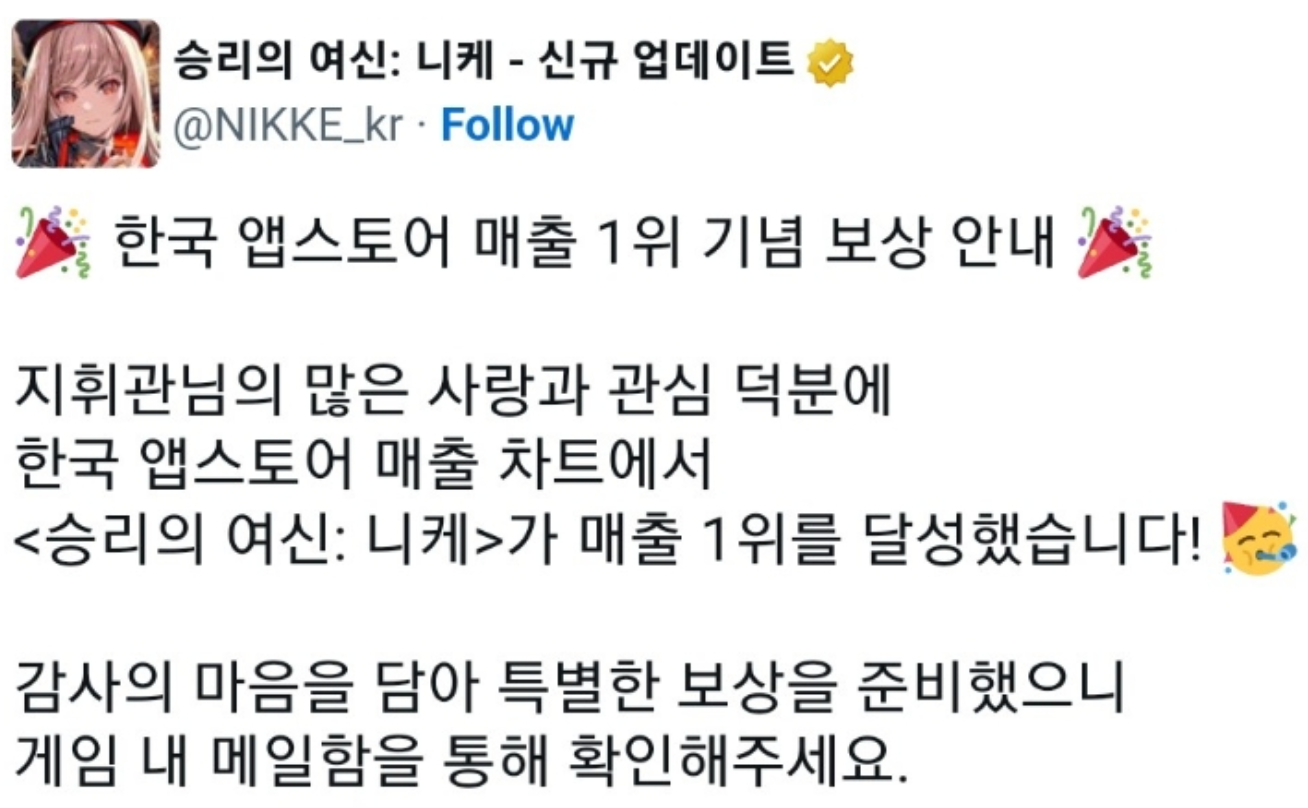 승리의 여신: 니케 - 신규 업데이트
@NIKKE_kr · Follow
🎉 한국 앱스토어 매출 1위 기념 보상 안내 🎉
지휘관님의 많은 사랑과 관심 덕분에
한국 앱스토어 매출 차트에서
<승리의 여신: 니케>가 매출 1위를 달성했습니다! 🥳
감사의 마음을 담아 특별한 보상을 준비했으니
게임 내 메일함을 통해 확인해주세요.